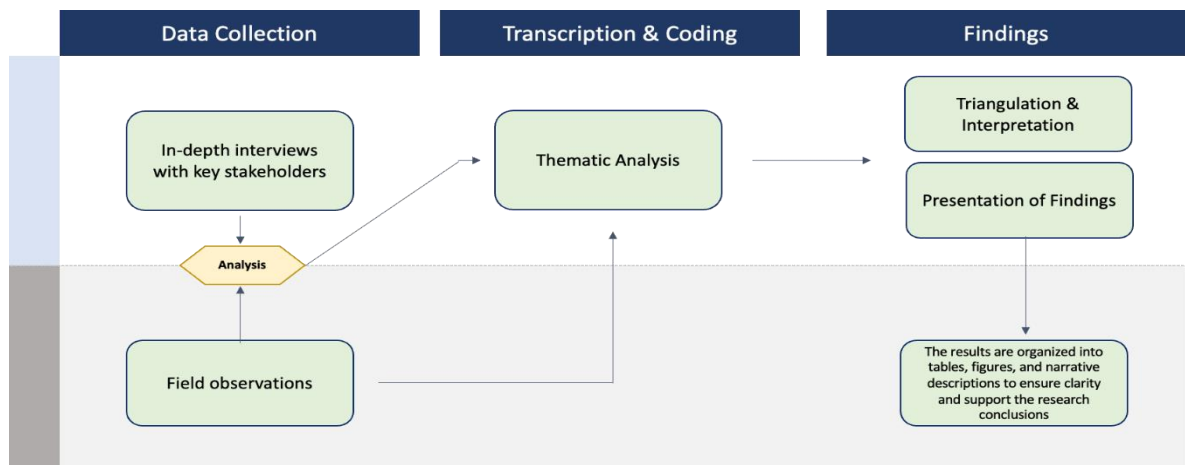 Data Collection
Transcription & Coding
Findings
In-depth interviews
with key stakeholders
Analysis
Field observations
Thematic Analysis
Triangulation &
Interpretation
Presentation of Findings
The results are organized into
tables, figures, and narrative
descriptions to ensure clarity
and support the research
conclusions